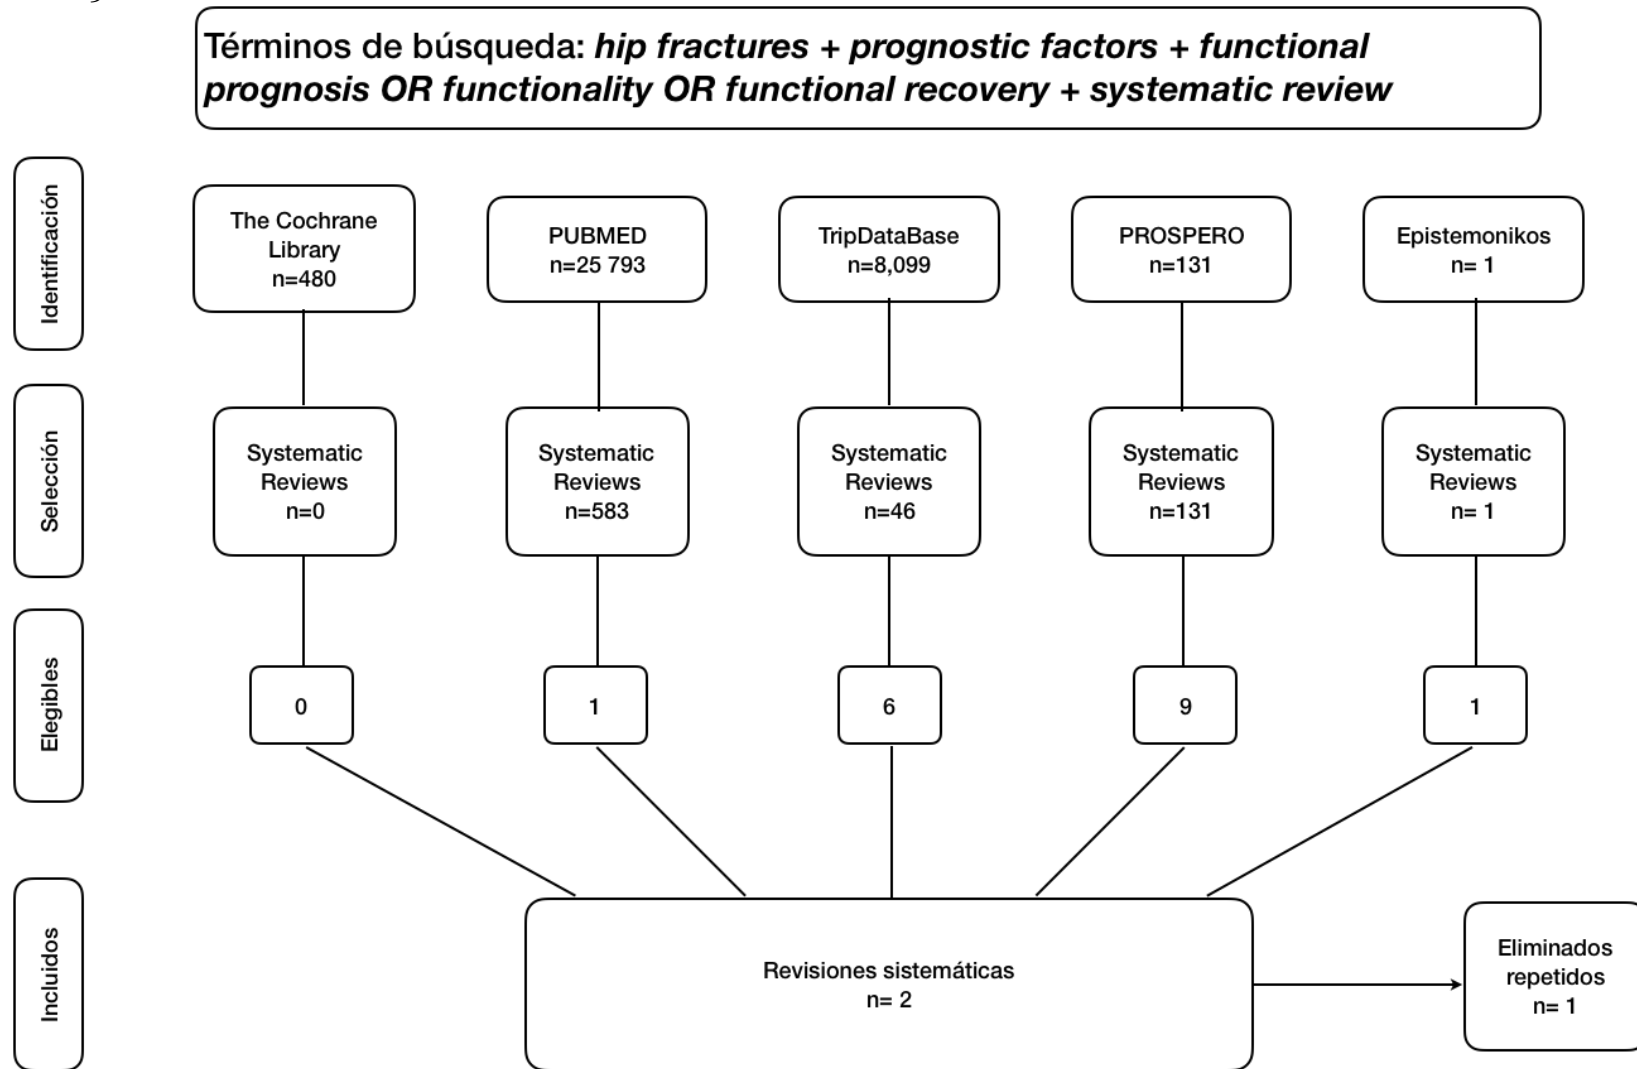 Términos de búsqueda: hip fractures + prognostic factors + functional
prognosis OR functionality OR functional recovery + systematic review
Identificación
The Cochrane
Library
n=480
PUBMED
n=25 793
TripDataBase
n=8,099
PROSPERO
n=131
Epistemonikos
n= 1
Selección
Systematic
Reviews
n=0
Systematic
Reviews
n=583
Systematic
Reviews
n=46
Systematic
Reviews
n=131
Systematic
Reviews
n= 1
Elegibles
0
1
6
9
1
Incluidos
Revisiones sistemáticas
n= 2
Eliminados
repetidos
n= 1